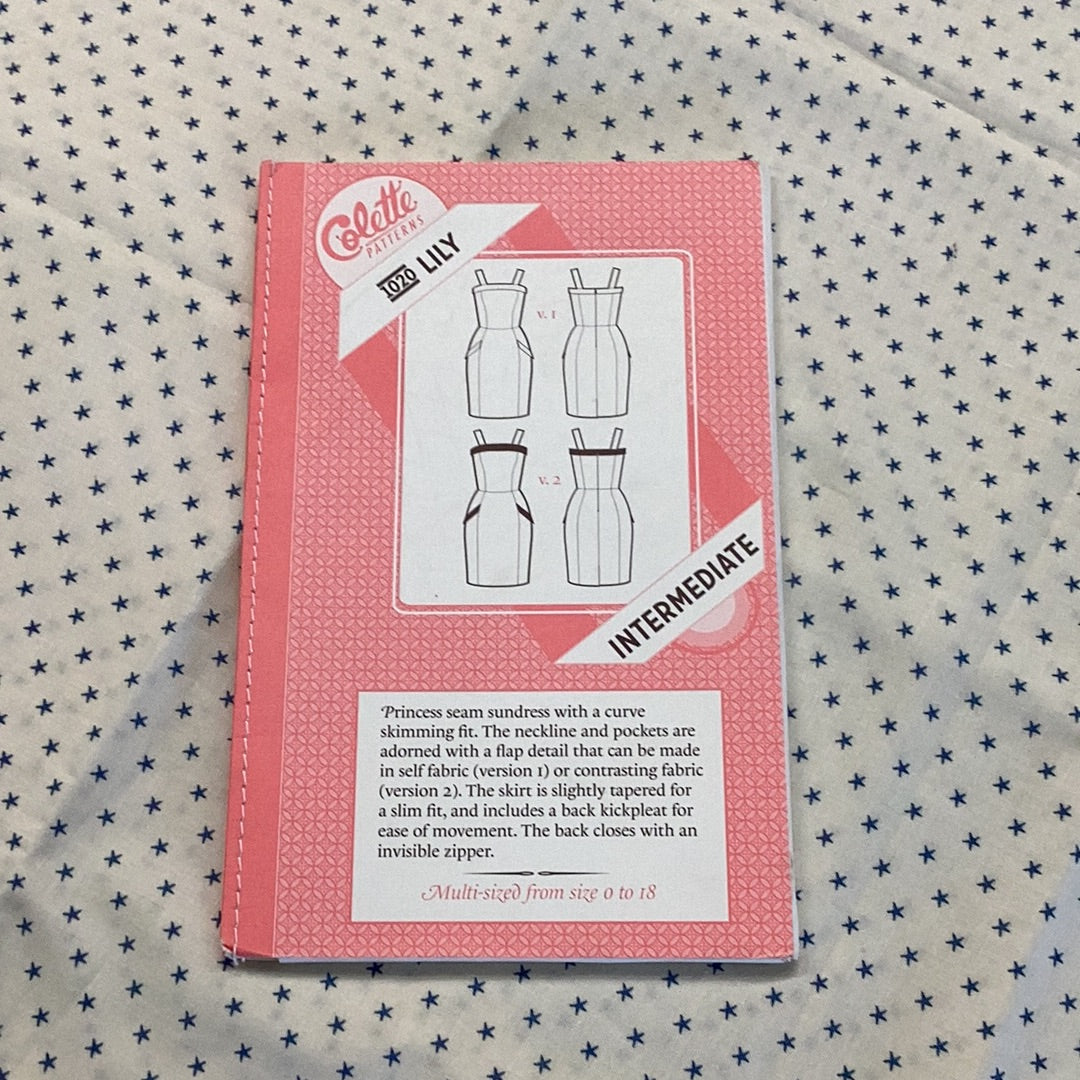 Colette
PATTERNS
1020 LILY
v. 1
v. 2
INTERMEDIATE
Princess seam sundress with a curve
skimming fit. The neckline and pockets are
adorned with a flap detail that can be made
in self fabric (version 1) or contrasting fabric
(version 2). The skirt is slightly tapered for
a slim fit, and includes a back kickpleat for
ease of movement. The back closes with an
invisible zipper.
Multi-sized from size 0 to 18